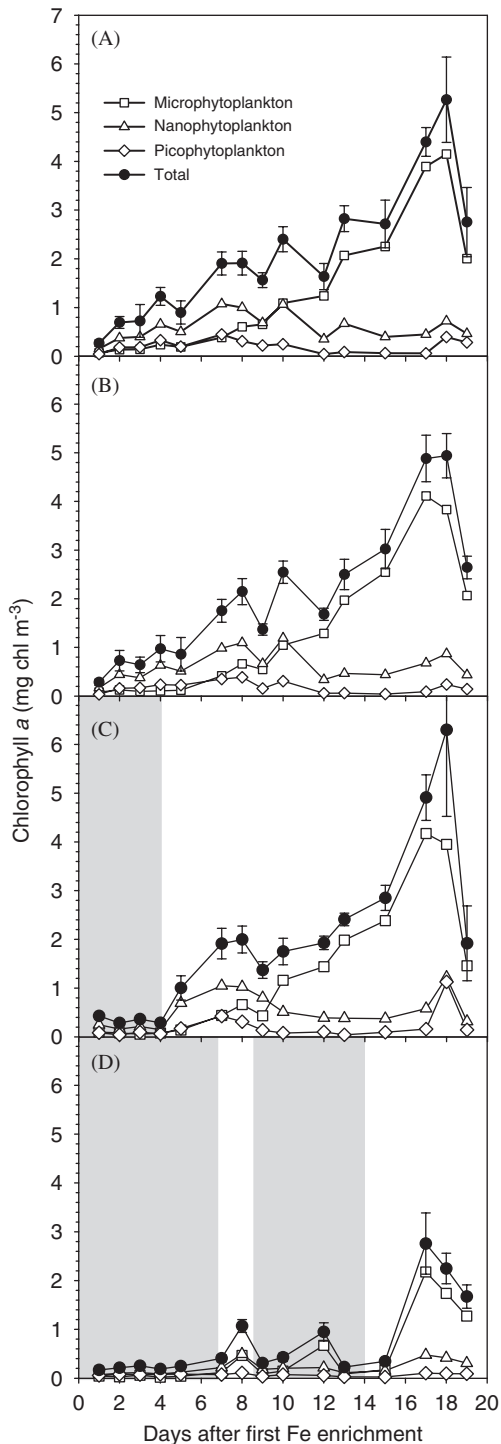 7
(A)
6
Microphytoplankton
5
Nanophytoplankton
Picophytoplankton
4
Total
3
2
1
0
(B)
6
5
4
3
2
1
0
(C)
6
5
4
3
2
1
0
(D)
6
5
4
3
2
1
0
0 2 4 6 8 10 12 14 16 18 20
Chlorophyll a (mg chl m-3)
Days after first Fe enrichment